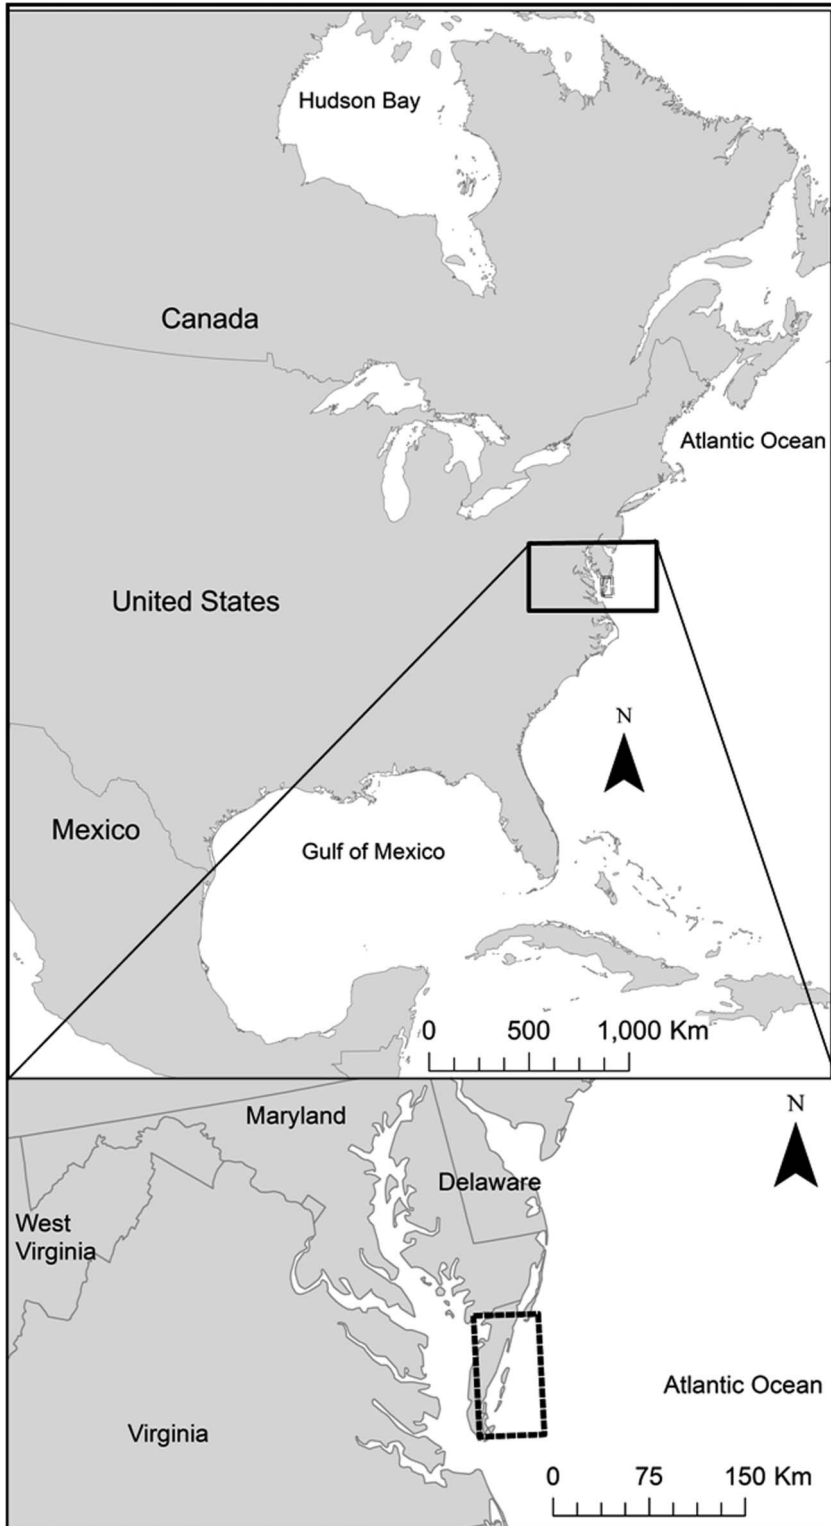 Hudson Bay
Canada
Atlantic Ocean
United States
N
Mexico
Gulf of Mexico
0 500 1,000 Km
Maryland
N
Delaware
West
Virginia
Atlantic Ocean
Virginia
0 75 150 Km